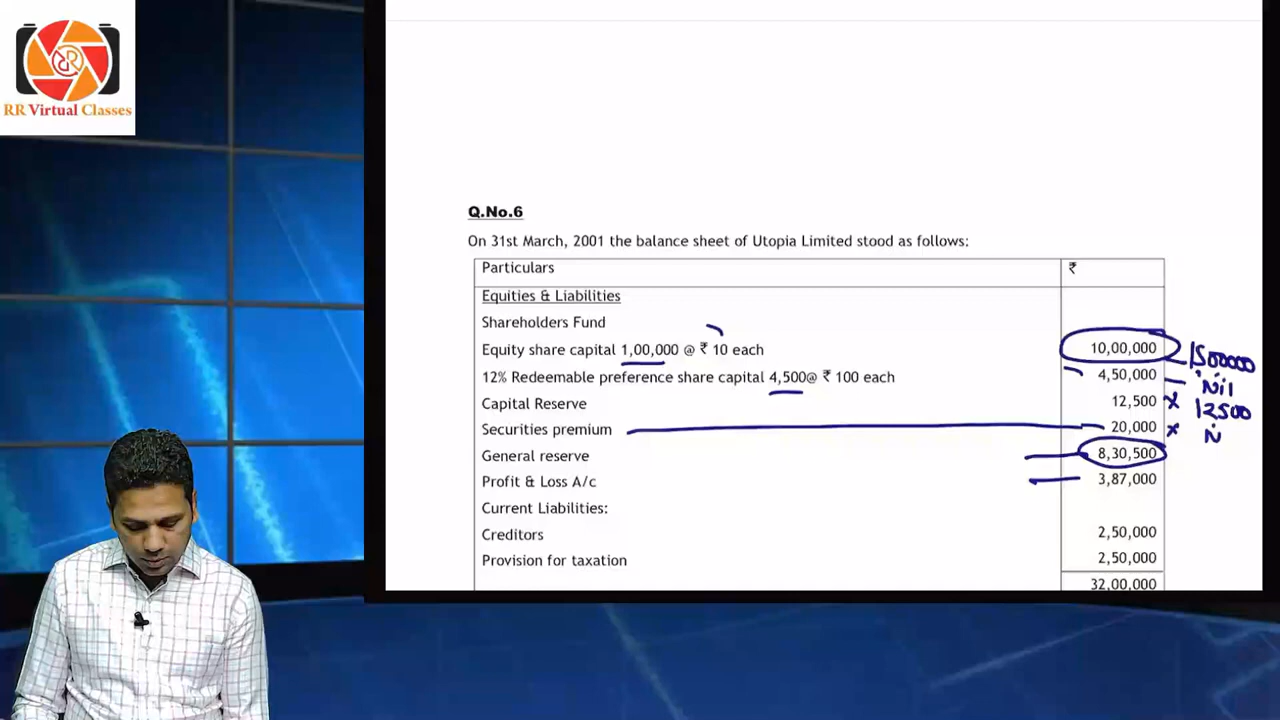 RR Virtual Classes
Q.No.6
On 31st March, 2001 the balance sheet of Utopia Limited stood as follows:
Particulars ₹
Equities & Liabilities
Shareholders Fund
Equity share capital 1,00,000 @ ₹ 10 each 10,00,000 1500000
12% Redeemable preference share capital 4,500@ ₹ 100 each 4,50,000 Nil
Capital Reserve 12,500 12500
Securities premium 20,000
General reserve 8,30,500
Profit & Loss A/c 3,87,000
Current Liabilities:
Creditors 2,50,000
Provision for taxation 2,50,000
32,00,000